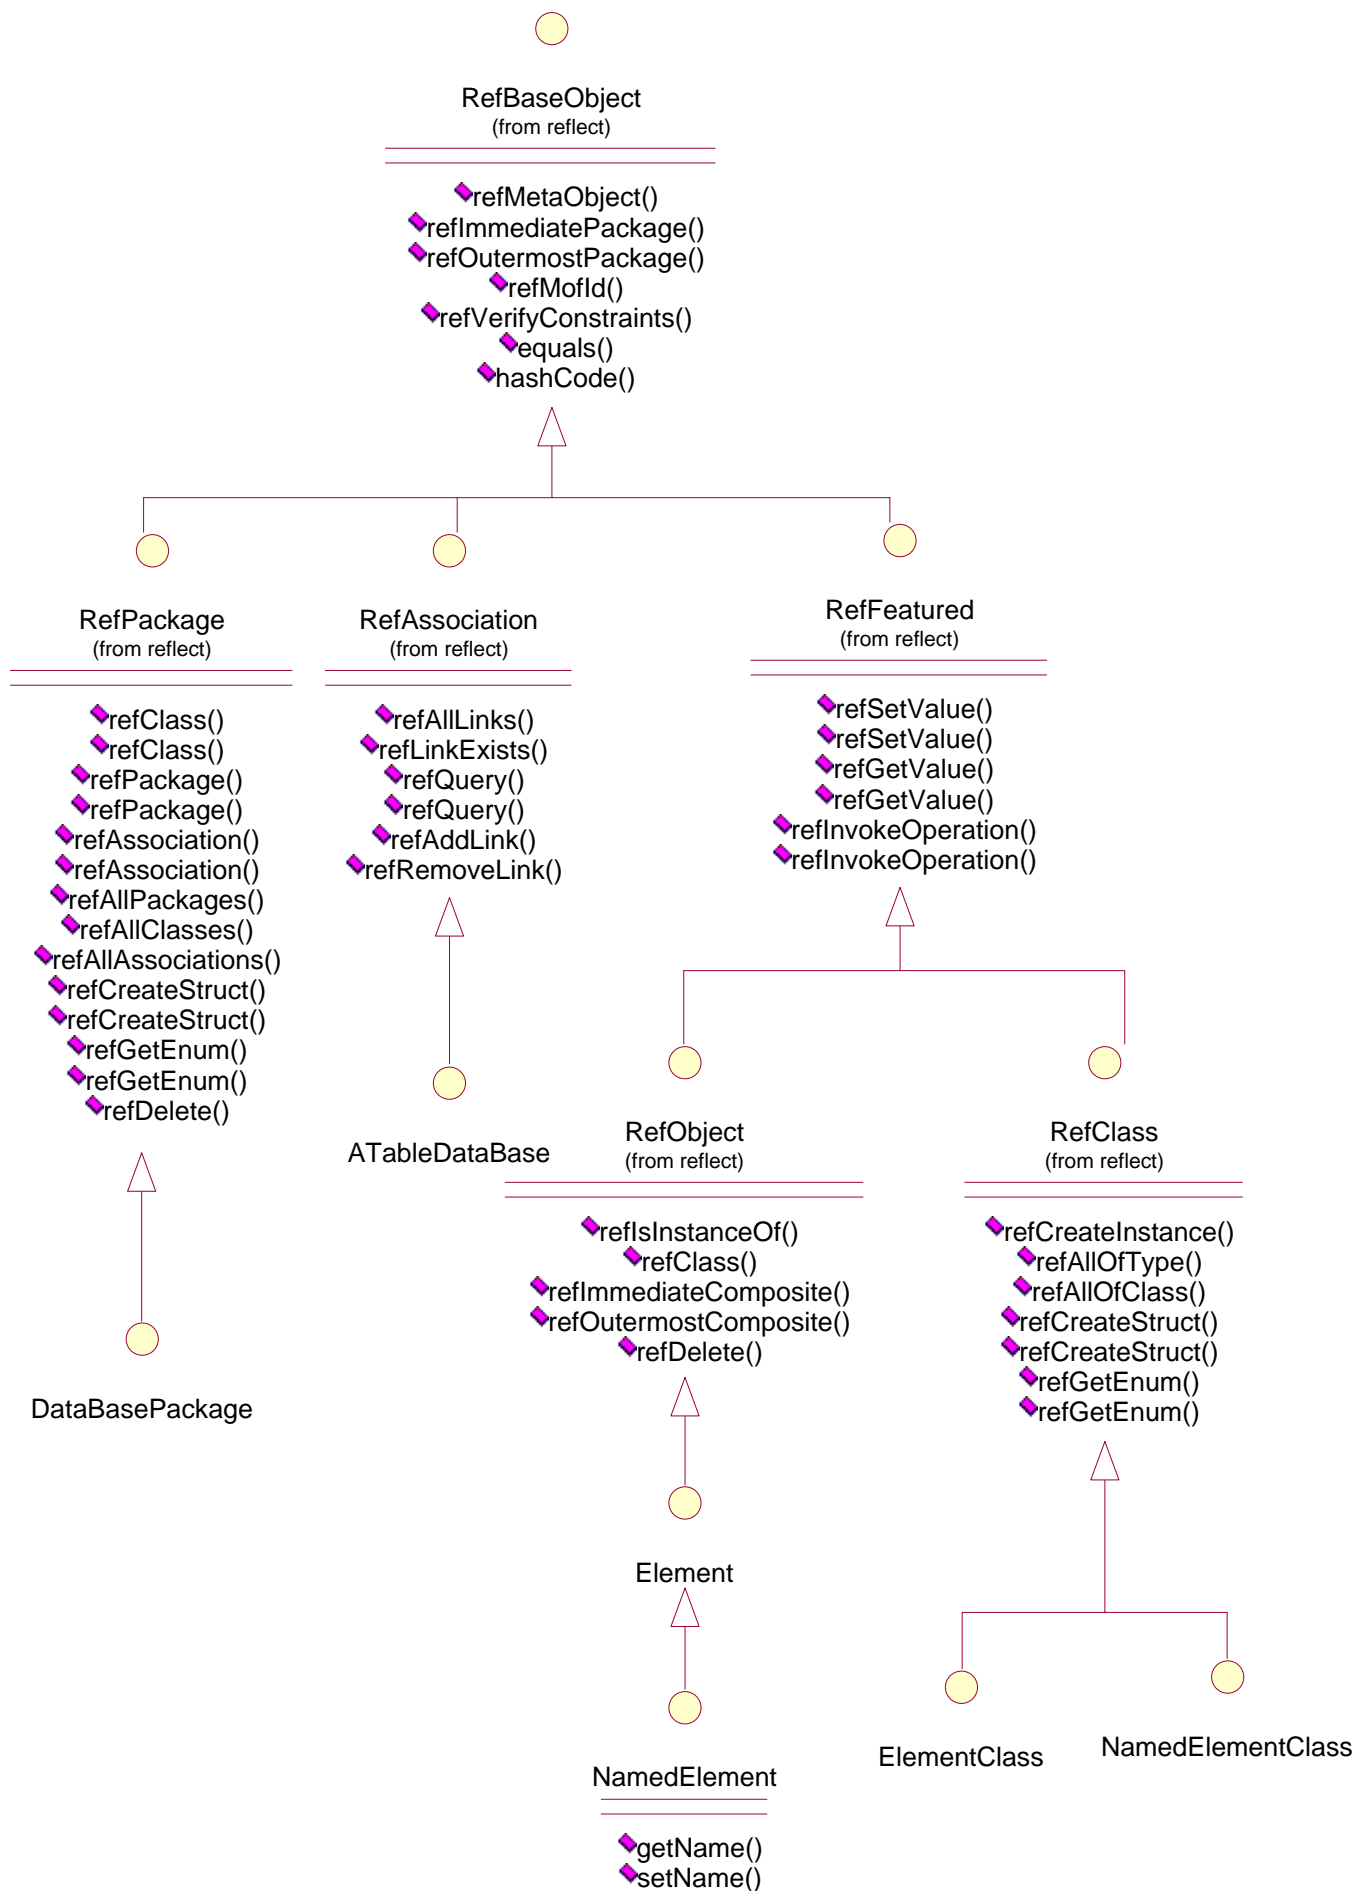 RefBaseObject
(from reflect)
refMetaObject()
refImmediatePackage()
refOutermostPackage()
refMofId()
refVerifyConstraints()
equals()
hashCode()
RefPackage
(from reflect)
refClass()
refClass()
refPackage()
refPackage()
refAssociation()
refAssociation()
refAllPackages()
refAllClasses()
refAllAssociations()
refCreateStruct()
refCreateStruct()
refGetEnum()
refGetEnum()
refDelete()
RefAssociation
(from reflect)
refAllLinks()
refLinkExists()
refQuery()
refQuery()
refAddLink()
refRemoveLink()
RefFeatured
(from reflect)
refSetValue()
refSetValue()
refGetValue()
refGetValue()
refInvokeOperation()
refInvokeOperation()
DataBasePackage
ATableDataBase
RefObject
(from reflect)
refIsInstanceOf()
refClass()
refImmediateComposite()
refOutermostComposite()
refDelete()
RefClass
(from reflect)
refCreateInstance()
refAllOfType()
refAllOfClass()
refCreateStruct()
refCreateStruct()
refGetEnum()
refGetEnum()
Element
NamedElement
getName()
setName()
ElementClass
NamedElementClass